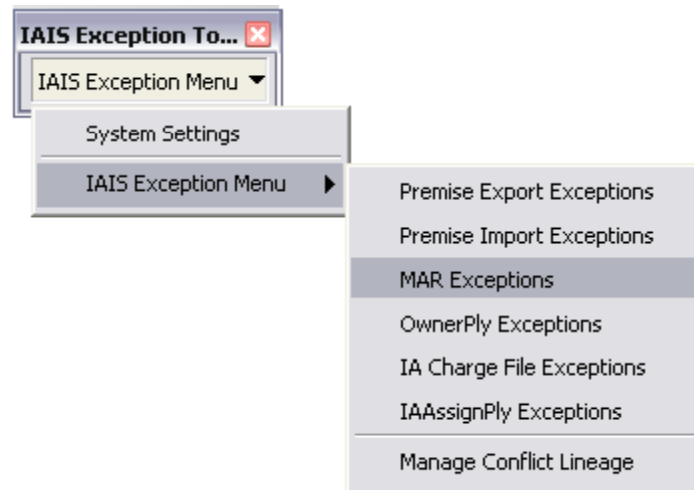 IAIS Exception To...
IAIS Exception Menu
System Settings
IAIS Exception Menu
Premise Export Exceptions
Premise Import Exceptions
MAR Exceptions
OwnerPly Exceptions
IA Charge File Exceptions
IAAssignPly Exceptions
Manage Conflict Lineage